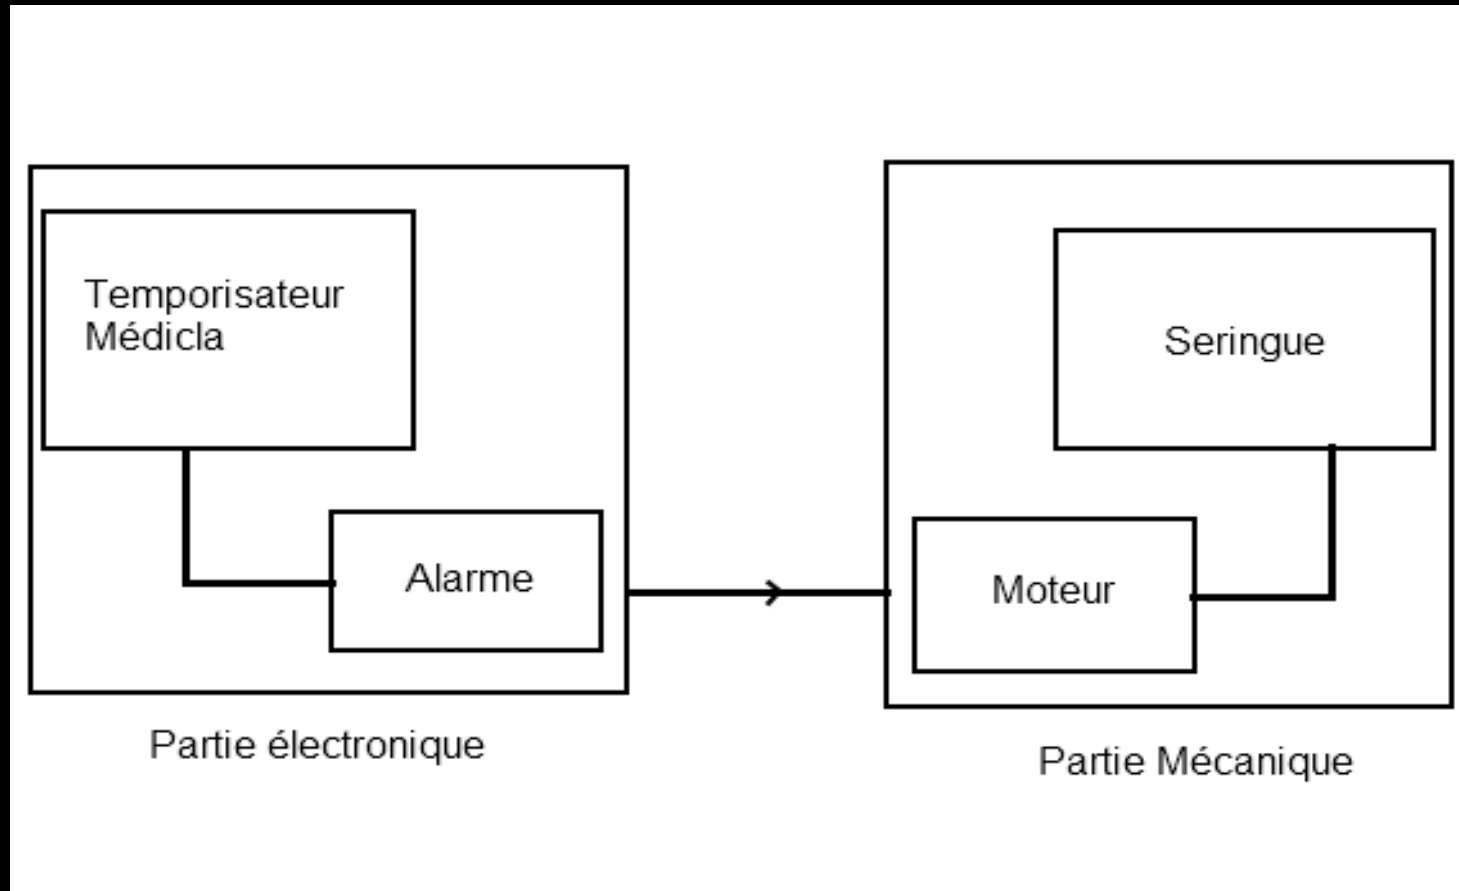 Temporisateur
Médicla
Alarme
Partie électronique
Seringue
Moteur
Partie Mécanique